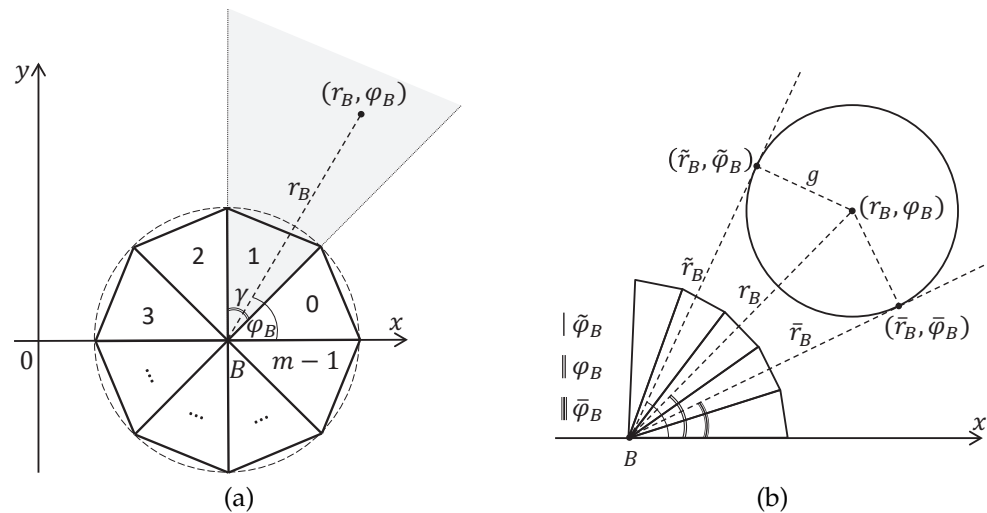 y
(r_B, φ_B)
r_B
2
1
γ
3
0
φ_B
x
0
B
m − 1
...
...
...
(a)
(r̃_B, φ̃_B)
g
(r_B, φ_B)
r̃_B
r_B
| φ̃_B
r̄_B
(r̄_B, φ̄_B)
‖ φ_B
⦀ φ̄_B
x
B
(b)